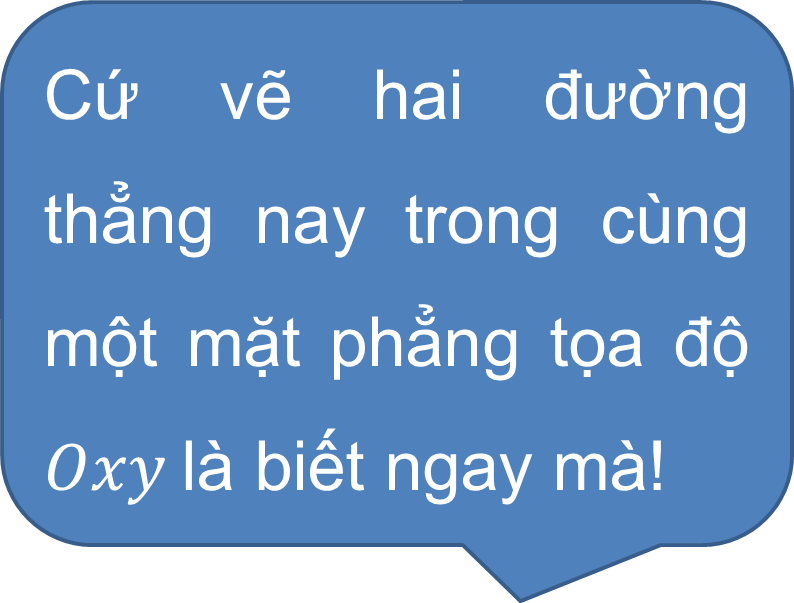 Cứ vẽ hai đường
thẳng nay trong cùng
một mặt phẳng tọa độ
Oxy là biết ngay mà!